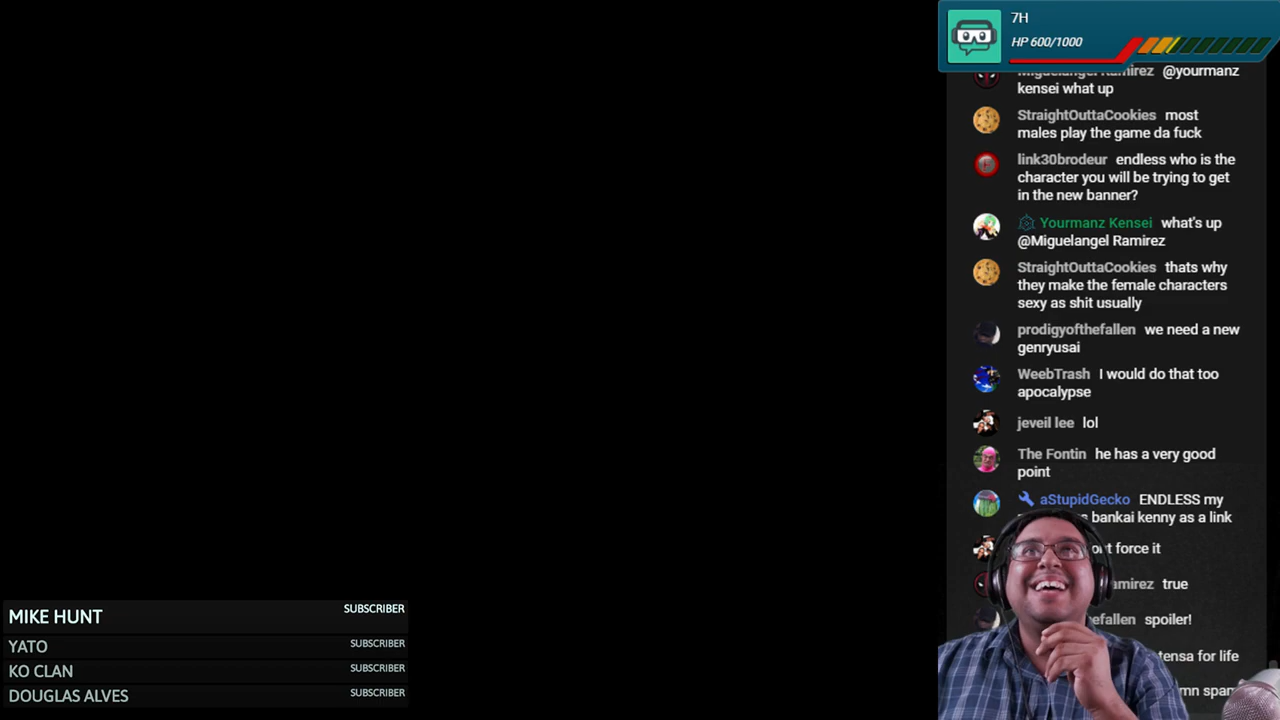 7H
HP 600/1000
Miguelangel Ramirez @yourmanz
kensei what up
StraightOuttaCookies most
males play the game da fuck
link30brodeur endless who is the
character you will be trying to get
in the new banner?
Yourmanz Kensei what's up
@Miguelangel Ramirez
StraightOuttaCookies thats why
they make the female characters
sexy as shit usually
prodigyofthefallen we need a new
genryusai
WeebTrash I would do that too
apocalypse
jeveil lee lol
The Fontin he has a very good
point
aStupidGecko ENDLESS my
bankai kenny as a link
force it
true
spoiler!
for life
MIKE HUNT SUBSCRIBER
YATO SUBSCRIBER
KO CLAN SUBSCRIBER
DOUGLAS ALVES SUBSCRIBER